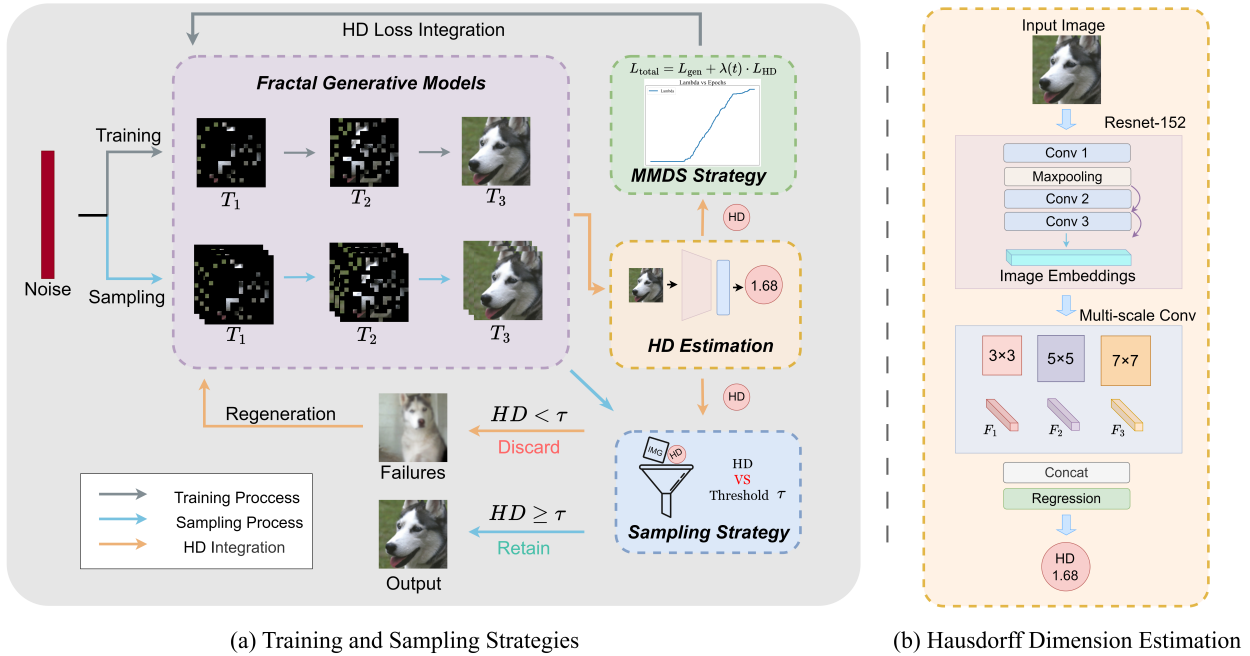 HD Loss Integration
Fractal Generative Models
Training
T1
T2
T3
Noise
Sampling
T1
T2
T3
Ltotal = Lgen + λ(t) · LHD
Lambda vs Epochs
Lambda
MMDS Strategy
HD
1.68
HD Estimation
HD
Regeneration
HD < τ
Discard
Failures
IMG
HD
HD
VS
Threshold τ
Sampling Strategy
HD ≥ τ
Retain
Output
Training Proccess
Sampling Process
HD Integration
(a) Training and Sampling Strategies
Input Image
Resnet-152
Conv 1
Maxpooling
Conv 2
Conv 3
Image Embeddings
Multi-scale Conv
3×3
5×5
7×7
F1
F2
F3
Concat
Regression
HD
1.68
(b) Hausdorff Dimension Estimation